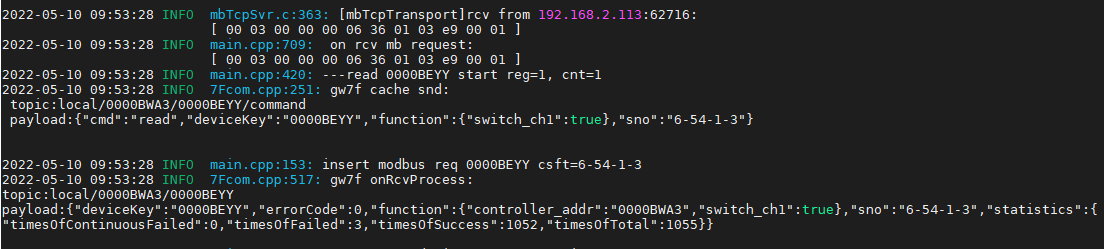 2022-05-10 09:53:28 INFO mbTcpSvr.c:363: [mbTcpTransport]rcv from 192.168.2.113:62716:
[ 00 03 00 00 00 06 36 01 03 e9 00 01 ]
2022-05-10 09:53:28 INFO main.cpp:709: on rcv mb request:
[ 00 03 00 00 00 06 36 01 03 e9 00 01 ]
2022-05-10 09:53:28 INFO main.cpp:420: ---read 0000BEYY start reg=1, cnt=1
2022-05-10 09:53:28 INFO 7Fcom.cpp:251: gw7f cache snd:
topic:local/0000BWA3/0000BEYY/command
payload:{"cmd":"read","deviceKey":"0000BEYY","function":{"switch_ch1":true},"sno":"6-54-1-3"}
2022-05-10 09:53:28 INFO main.cpp:153: insert modbus req 0000BEYY csft=6-54-1-3
2022-05-10 09:53:28 INFO 7Fcom.cpp:517: gw7f onRcvProcess:
topic:local/0000BWA3/0000BEYY
payload:{"deviceKey":"0000BEYY","errorCode":0,"function":{"controller_addr":"0000BWA3","switch_ch1":true},"sno":"6-54-1-3","statistics":{
"timesOfContinuousFailed":0,"timesOfFailed":3,"timesOfSuccess":1052,"timesOfTotal":1055}}